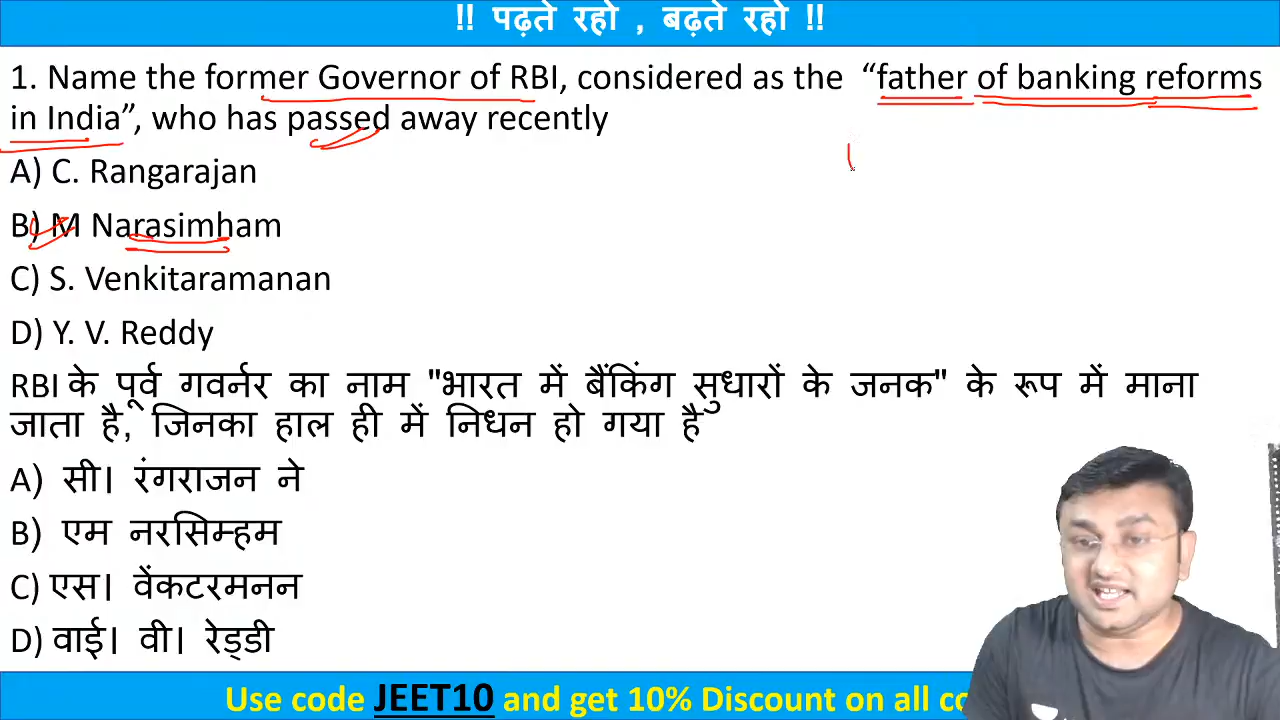 !! पढ़ते रहो , बढ़ते रहो !!
1. Name the former Governor of RBI, considered as the “father of banking reforms
in India”, who has passed away recently
A) C. Rangarajan
B) M Narasimham
C) S. Venkitaramanan
D) Y. V. Reddy
RBI के पूर्व गवर्नर का नाम "भारत में बैंकिंग सुधारों के जनक" के रूप में माना
जाता है, जिनका हाल ही में निधन हो गया है
A) सी। रंगराजन ने
B) एम नरसिम्हम
C) एस। वेंकटरमनन
D) वाई। वी। रेड्डी
Use code JEET10 and get 10% Discount on all